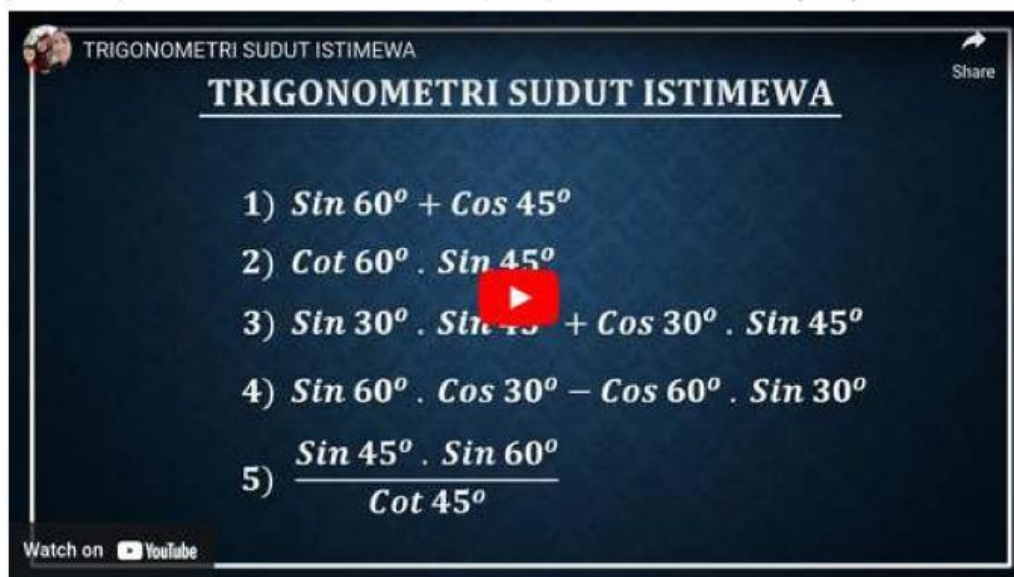 TRIGONOMETRI SUDUT ISTIMEWA
Share
TRIGONOMETRI SUDUT ISTIMEWA
1) Sin 60° + Cos 45°
2) Cot 60° . Sin 45°
3) Sin 30° . Sin + Cos 30° . Sin 45°
4) Sin 60° . Cos 30° − Cos 60° . Sin 30°
5) Sin 45° . Sin 60°
Cot 45°
Watch on YouTube